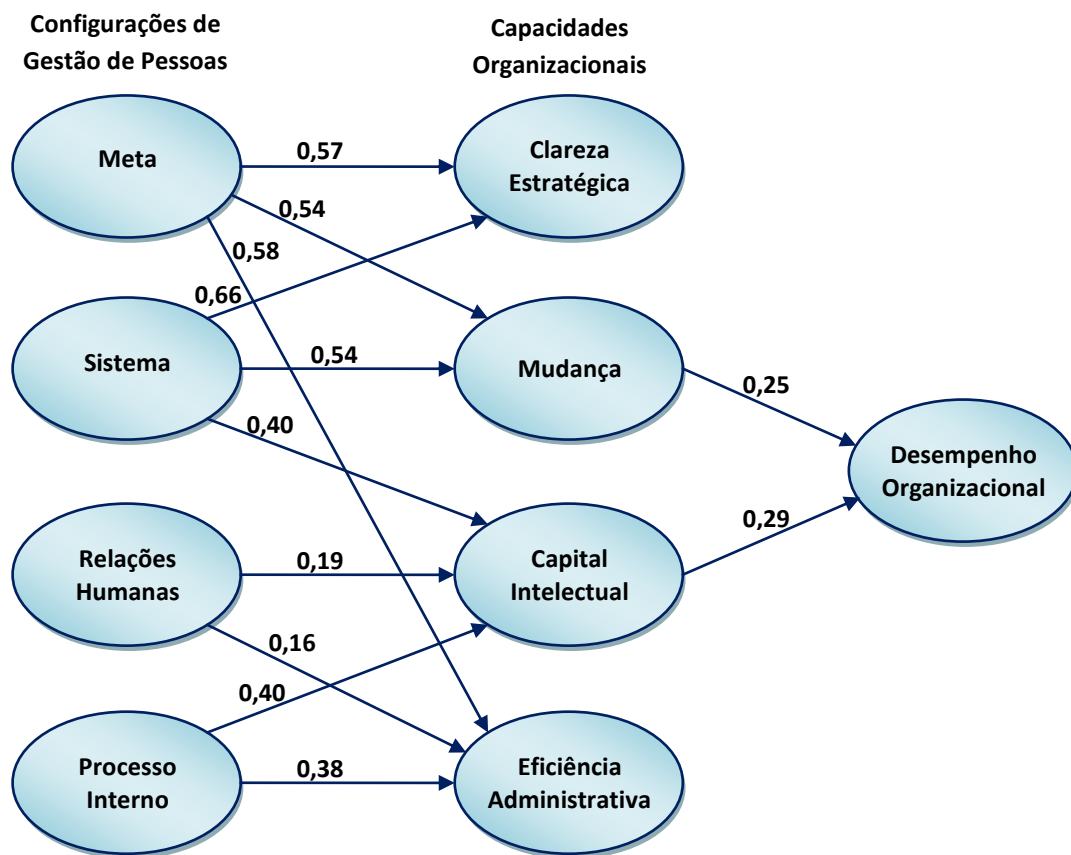 Configurações de
Gestão de Pessoas
Capacidades
Organizacionais
Meta
0,57
Clareza
Estratégica
0,54
0,58
0,66
Sistema
0,54
Mudança
0,25
0,40
Desempenho
Organizacional
0,29
Relações
Humanas
0,19
Capital
Intelectual
0,16
0,40
Processo
Interno
0,38
Eficiência
Administrativa